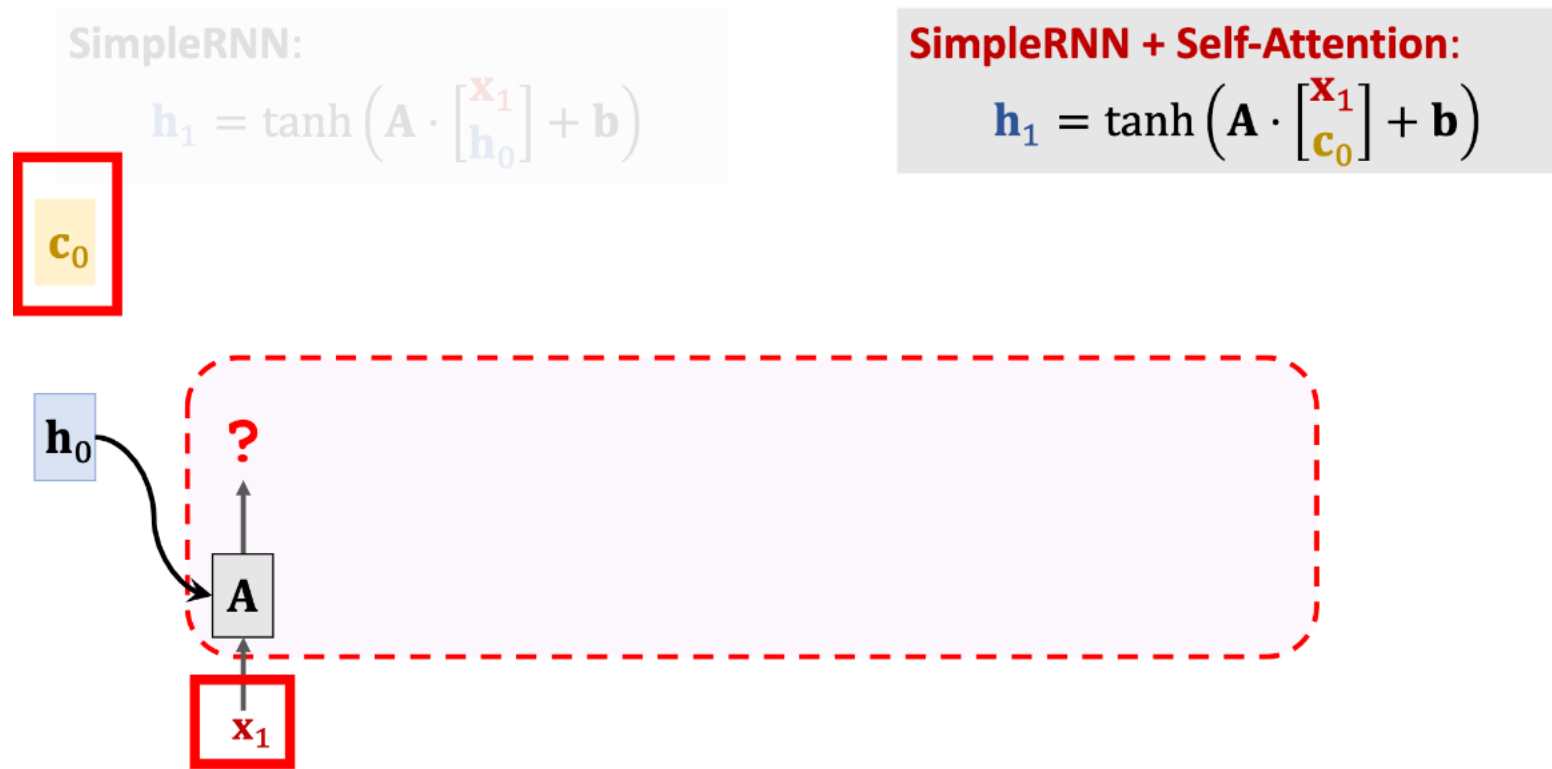 SimpleRNN:
h₁ = tanh(A · [x₁ h₀] + b)
SimpleRNN + Self-Attention:
h₁ = tanh(A · [x₁ c₀] + b)
c₀
h₀
?
A
x₁